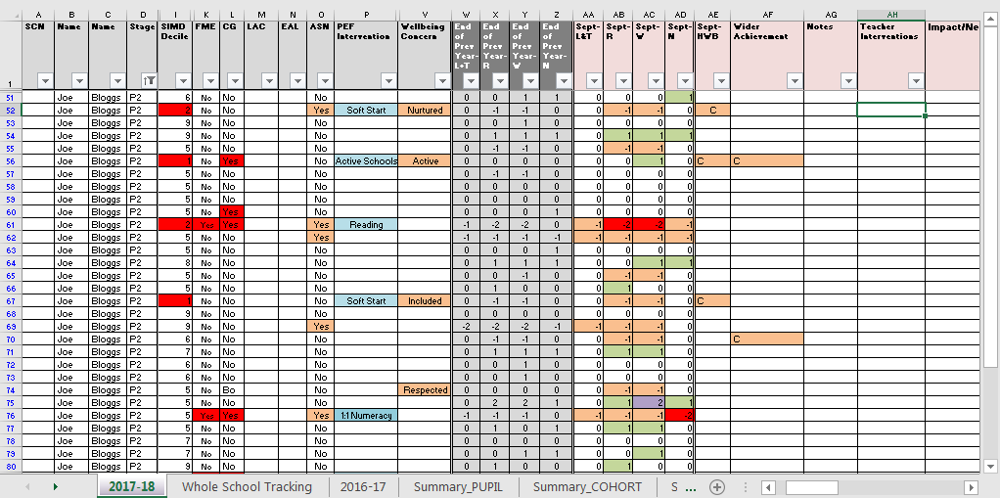 A B C D I K L M N O P V W X Y Z AA AB AC AD AE AF AG AH
SCN Name Name Stage SIMD Decile FME CG LAC EAL ASN PEF Intervention Wellbeing Concern End of Prev Year-L+T End of Prev Year-R End of Prev Year-W End of Prev Year-N Sept-L&T Sept-R Sept-W Sept-N Sept-HWB Wider Achievement Notes Teacher Interventions Impact/Ne
1
51 Joe Bloggs P2 6 No No No 0 0 1 1 0 0 0 1
52 Joe Bloggs P2 2 No No Yes Soft Start Nurtured 0 -1 -1 0 0 -1 -1 0 C
53 Joe Bloggs P2 9 No No No 0 0 1 0 0 0 0 0
54 Joe Bloggs P2 9 No No No 0 1 1 1 0 1 1 1
55 Joe Bloggs P2 5 No No No 0 -1 -1 0 0 -1 -1 0
56 Joe Bloggs P2 1 No Yes No Active Schools Active 0 0 0 0 0 0 1 0 C C
57 Joe Bloggs P2 5 No No No 0 -1 -1 0 0 0 0 0
58 Joe Bloggs P2 5 No No No 0 0 0 0 0 0 0 0
59 Joe Bloggs P2 5 No No No 0 0 0 0 0 0 0 0
60 Joe Bloggs P2 5 No Yes No 0 0 0 1 0 0 0 0
61 Joe Bloggs P2 2 Yes Yes Yes Reading -1 -2 -2 0 -1 -2 -2 -1
62 Joe Bloggs P2 5 No No Yes -1 -1 -1 -1 -1 -1 -1 -1
63 Joe Bloggs P2 5 No No No 0 0 0 1 0 0 0 0
64 Joe Bloggs P2 8 No No No 0 1 1 1 0 0 1 1
65 Joe Bloggs P2 5 No No No 0 0 -1 0 0 -1 -1 0
66 Joe Bloggs P2 5 No No No 0 1 0 0 0 1 0 0
67 Joe Bloggs P2 1 No No No Soft Start Included 0 -1 -1 0 0 -1 -1 0 C
68 Joe Bloggs P2 9 No No No 0 0 0 0 0 0 0 0
69 Joe Bloggs P2 9 No No Yes -2 -2 -2 -1 -1 -1 -1 -1
70 Joe Bloggs P2 6 No No No 0 -1 -1 0 0 -1 -1 0 C
71 Joe Bloggs P2 7 No No No 0 1 1 1 0 1 1 0
72 Joe Bloggs P2 7 No No No 0 0 1 0 0 0 0 0
73 Joe Bloggs P2 6 No No No 0 0 1 0 0 0 0 0
74 Joe Bloggs P2 5 No Bo No Respected 0 0 0 0 0 -1 -1 0
75 Joe Bloggs P2 5 No No No 0 2 2 1 0 1 2 1
76 Joe Bloggs P2 5 Yes Yes Yes 1:1 Numeracy -1 -1 -1 0 -1 -1 -1 -2
77 Joe Bloggs P2 5 No No No 0 1 0 1 0 1 1 0
78 Joe Bloggs P2 7 No No No 0 0 0 0 0 0 0 0
79 Joe Bloggs P2 7 No No No 0 0 1 1 0 0 1 0
80 Joe Bloggs P2 9 No No No 0 1 0 0 0 1 0 0
2017-18 Whole School Tracking 2016-17 Summary_PUPIL Summary_COHORT S ...